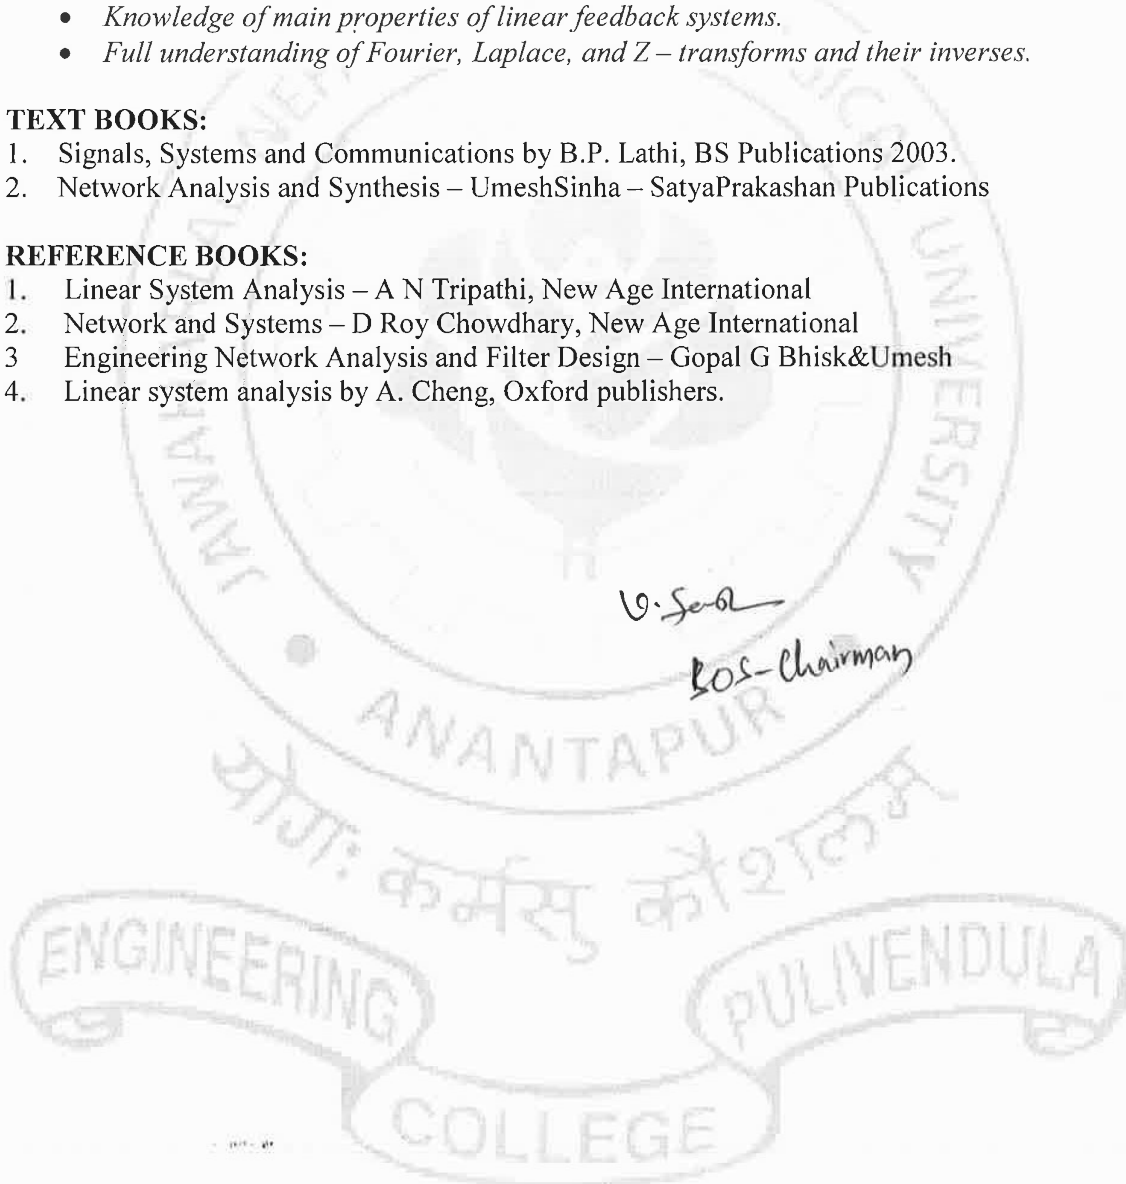 • Knowledge of main properties of linear feedback systems.
• Full understanding of Fourier, Laplace, and Z – transforms and their inverses.
TEXT BOOKS:
1. Signals, Systems and Communications by B.P. Lathi, BS Publications 2003.
2. Network Analysis and Synthesis – UmeshSinha – SatyaPrakashan Publications
REFERENCE BOOKS:
1. Linear System Analysis – A N Tripathi, New Age International
2. Network and Systems – D Roy Chowdhary, New Age International
3 Engineering Network Analysis and Filter Design – Gopal G Bhisk&Umesh
4. Linear system analysis by A. Cheng, Oxford publishers.
BOS-Chairman
UNIVERSITY
ANANTAPUR
योगः कर्मसु कौशलम
ENGINEERING
COLLEGE
PULIVENDULA